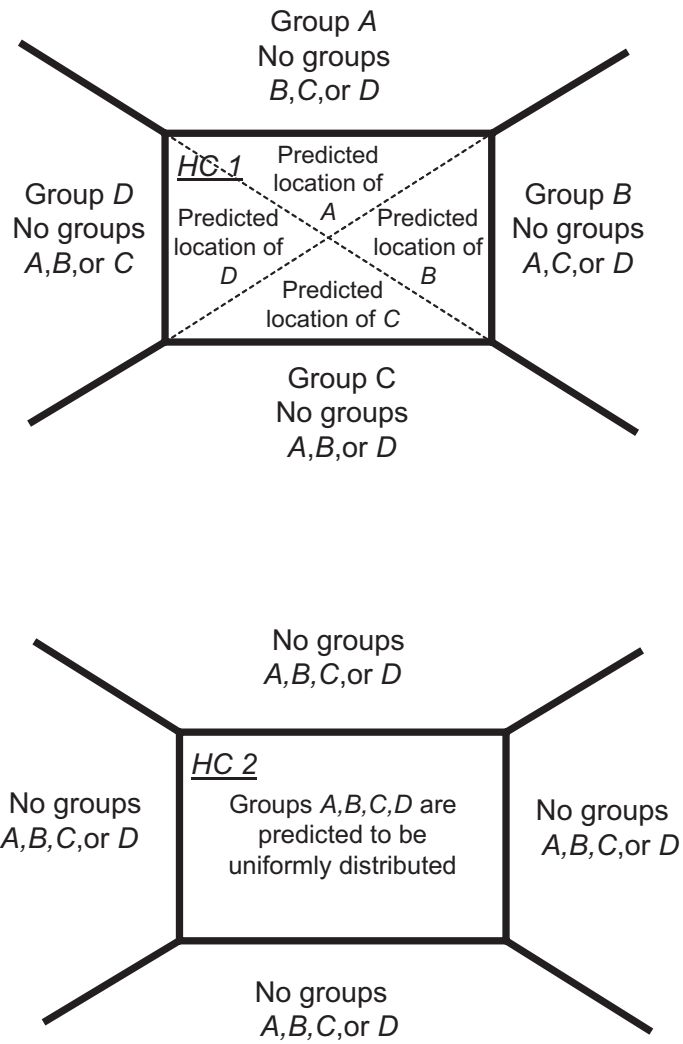 Group A
No groups
B,C,or D
HC 1
Predicted
location of
A
Group D
No groups
A,B,or C
Predicted
location of
D
Predicted
location of
B
Group B
No groups
A,C,or D
Predicted
location of C
Group C
No groups
A,B,or D
No groups
A,B,C,or D
HC 2
No groups
A,B,C,or D
Groups A,B,C,D are
predicted to be
uniformly distributed
No groups
A,B,C,or D
No groups
A,B,C,or D